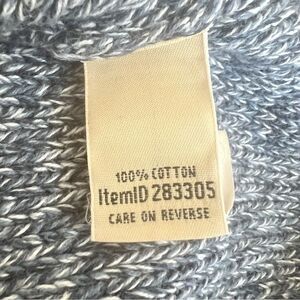 100% COTTON
ItemID 283305
CARE ON REVERSE